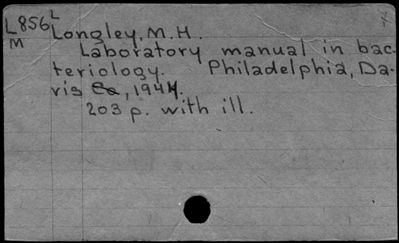 L856L Longley, M.H.
M
Laboratory manual in bac-
teriology. Philadelphia, Da-
vis Co, 1944.
203 p. with ill.